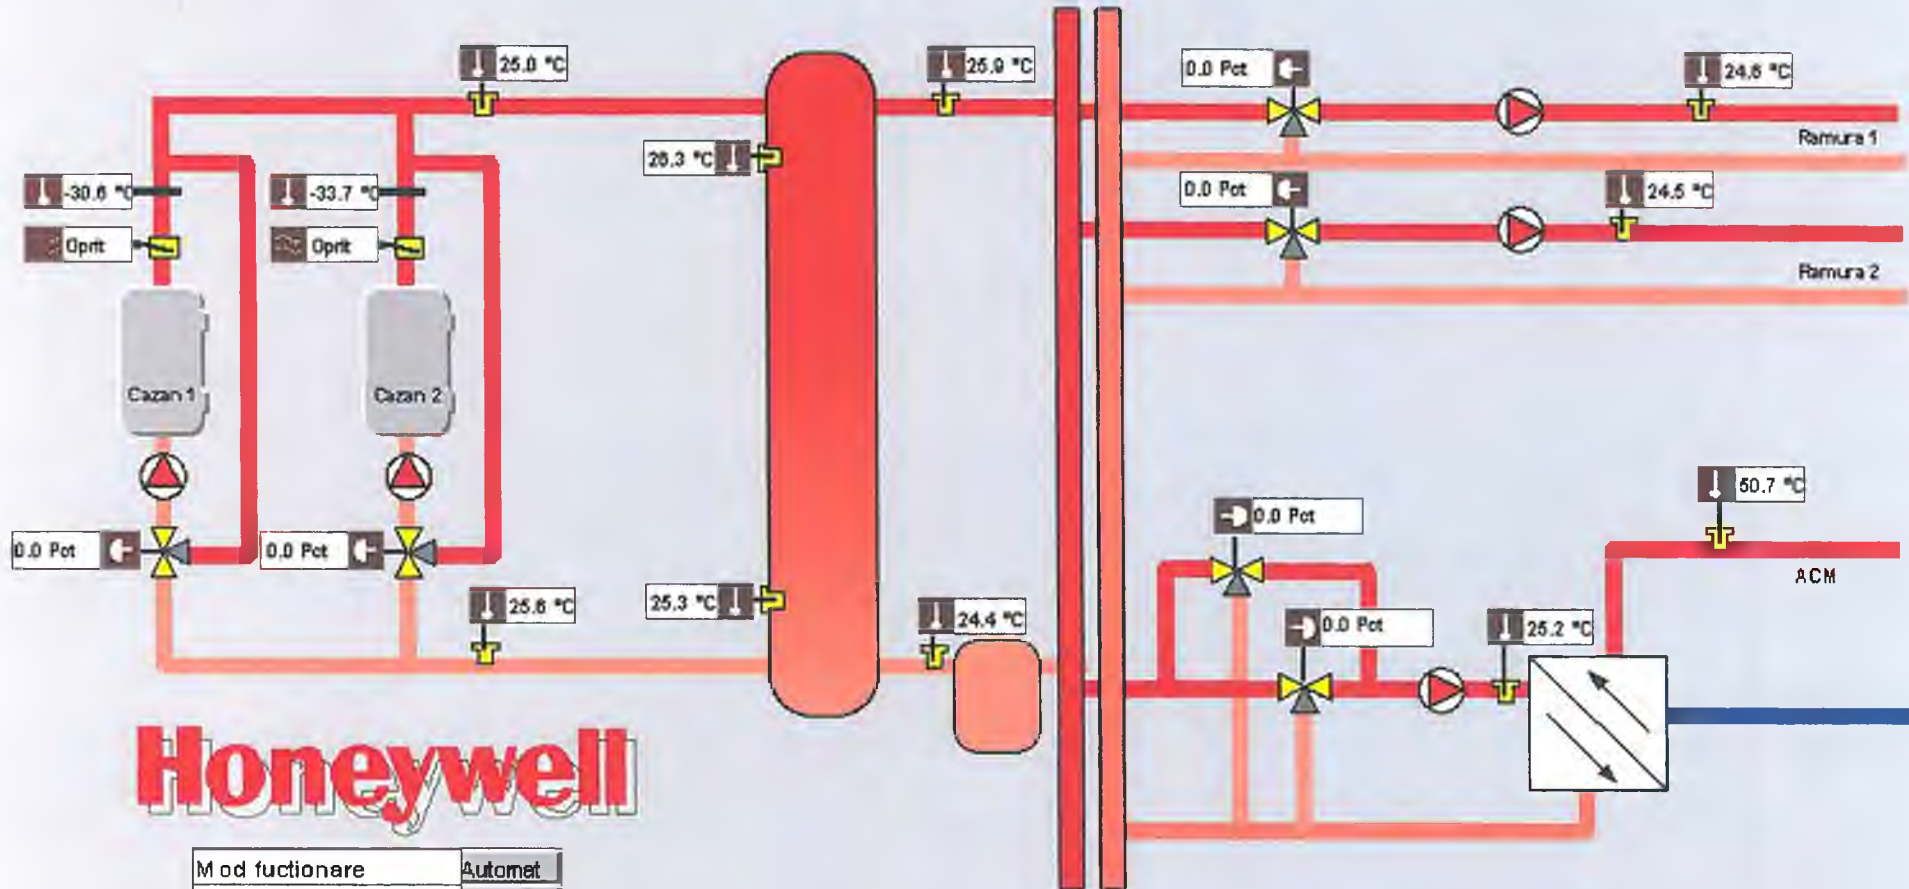 25.0 °C
25.9 °C
0.0 Pct
24.6 °C
Ramura 1
26.3 °C
-30.6 °C
-33.7 °C
0.0 Pct
24.5 °C
Oprit
Oprit
Ramura 2
Cazan 1
Cazan 2
50.7 °C
0.0 Pct
0.0 Pct
0.0 Pct
ACM
25.6 °C
25.3 °C
24.4 °C
0.0 Pct
25.2 °C
Honeywell
Mod fuctionare Automat